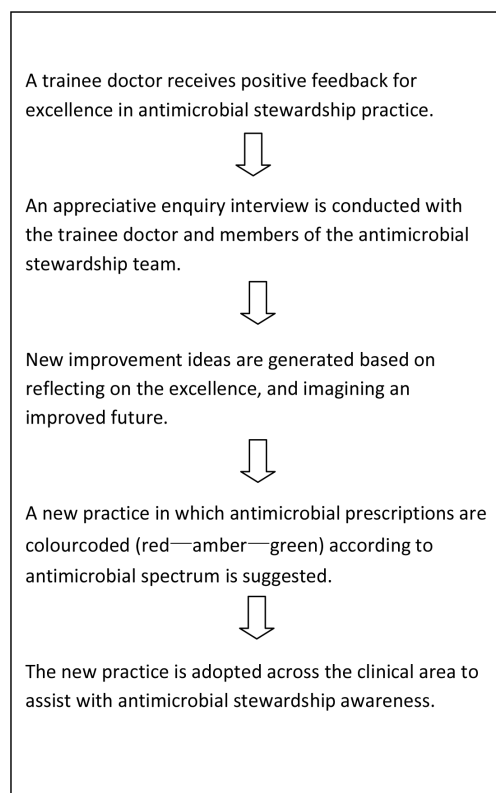 A trainee doctor receives positive feedback for
excellence in antimicrobial stewardship practice.
An appreciative enquiry interview is conducted with
the trainee doctor and members of the antimicrobial
stewardship team.
New improvement ideas are generated based on
reflecting on the excellence, and imagining an
improved future.
A new practice in which antimicrobial prescriptions are
colourcoded (red—amber—green) according to
antimicrobial spectrum is suggested.
The new practice is adopted across the clinical area to
assist with antimicrobial stewardship awareness.